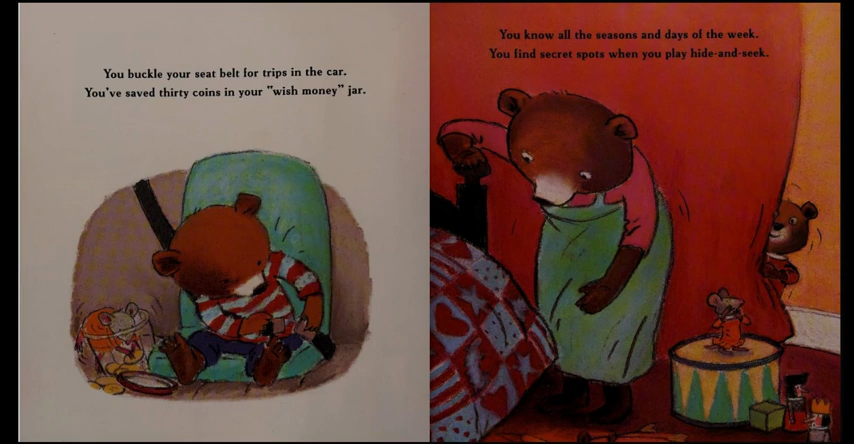 You buckle your seat belt for trips in the car.
You've saved thirty coins in your "wish money" jar.
You know all the seasons and days of the week.
You find secret spots when you play hide-and-seek.